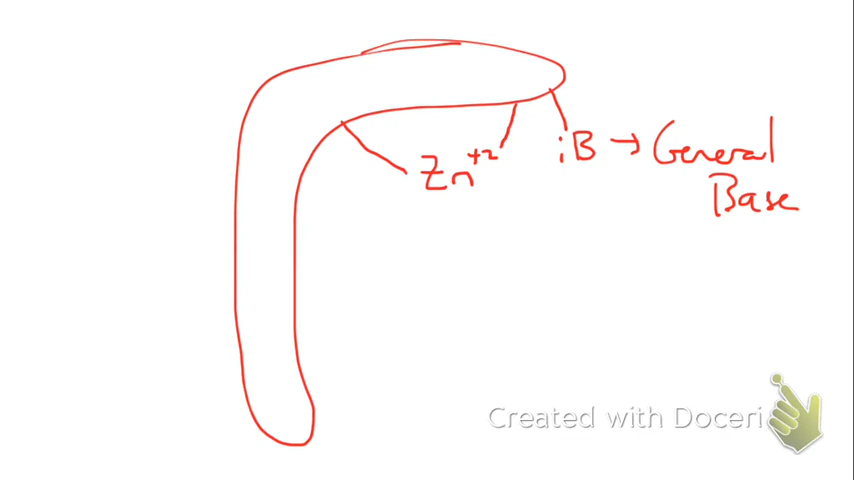 Zn+2 :B → General
Base
Created with Doceri